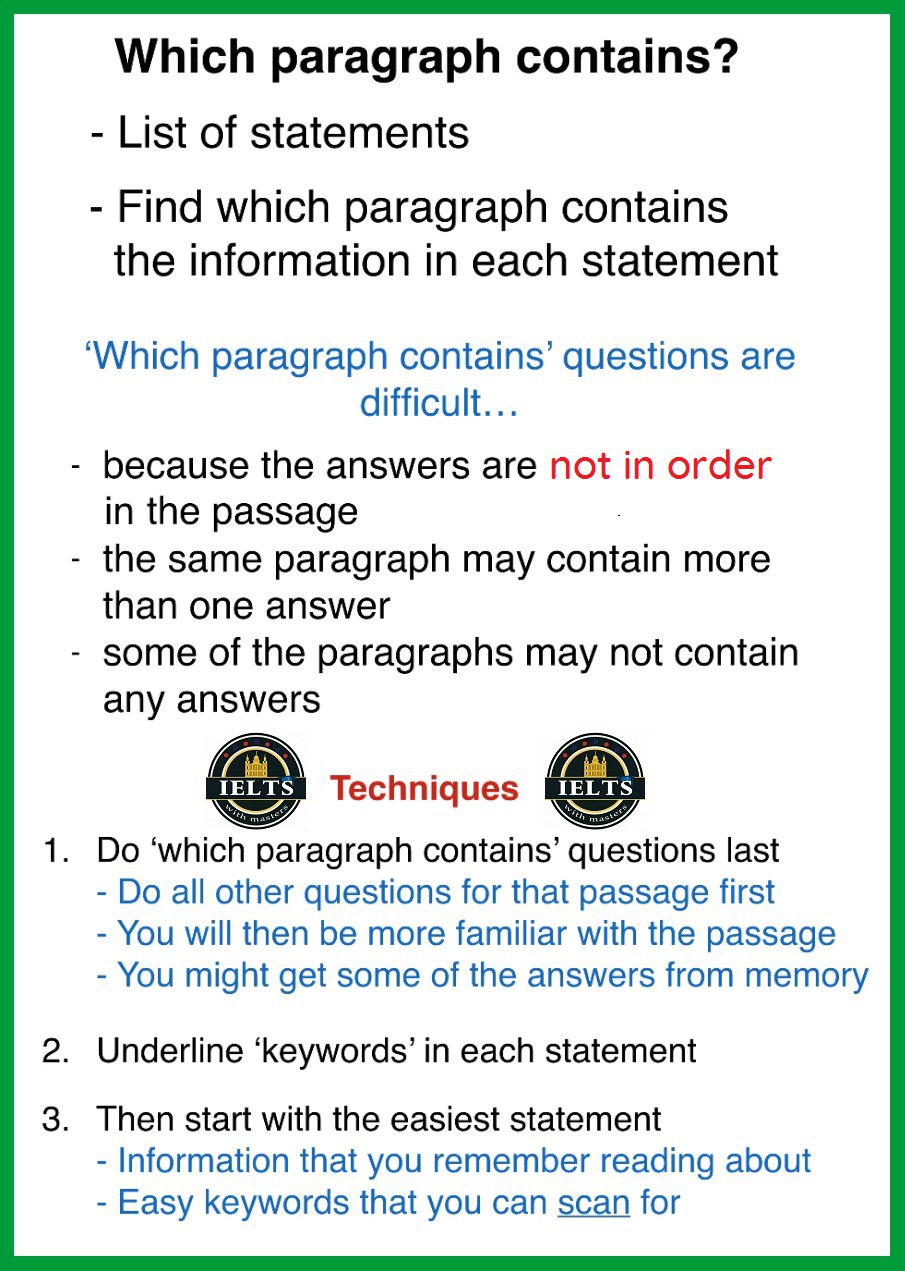 Which paragraph contains?
- List of statements
- Find which paragraph contains
the information in each statement
‘Which paragraph contains’ questions are
difficult…
- because the answers are not in order
in the passage
- the same paragraph may contain more
than one answer
- some of the paragraphs may not contain
any answers
IELTS
with masters
Techniques
IELTS
with masters
1. Do ‘which paragraph contains’ questions last
- Do all other questions for that passage first
- You will then be more familiar with the passage
- You might get some of the answers from memory
2. Underline ‘keywords’ in each statement
3. Then start with the easiest statement
- Information that you remember reading about
- Easy keywords that you can scan for